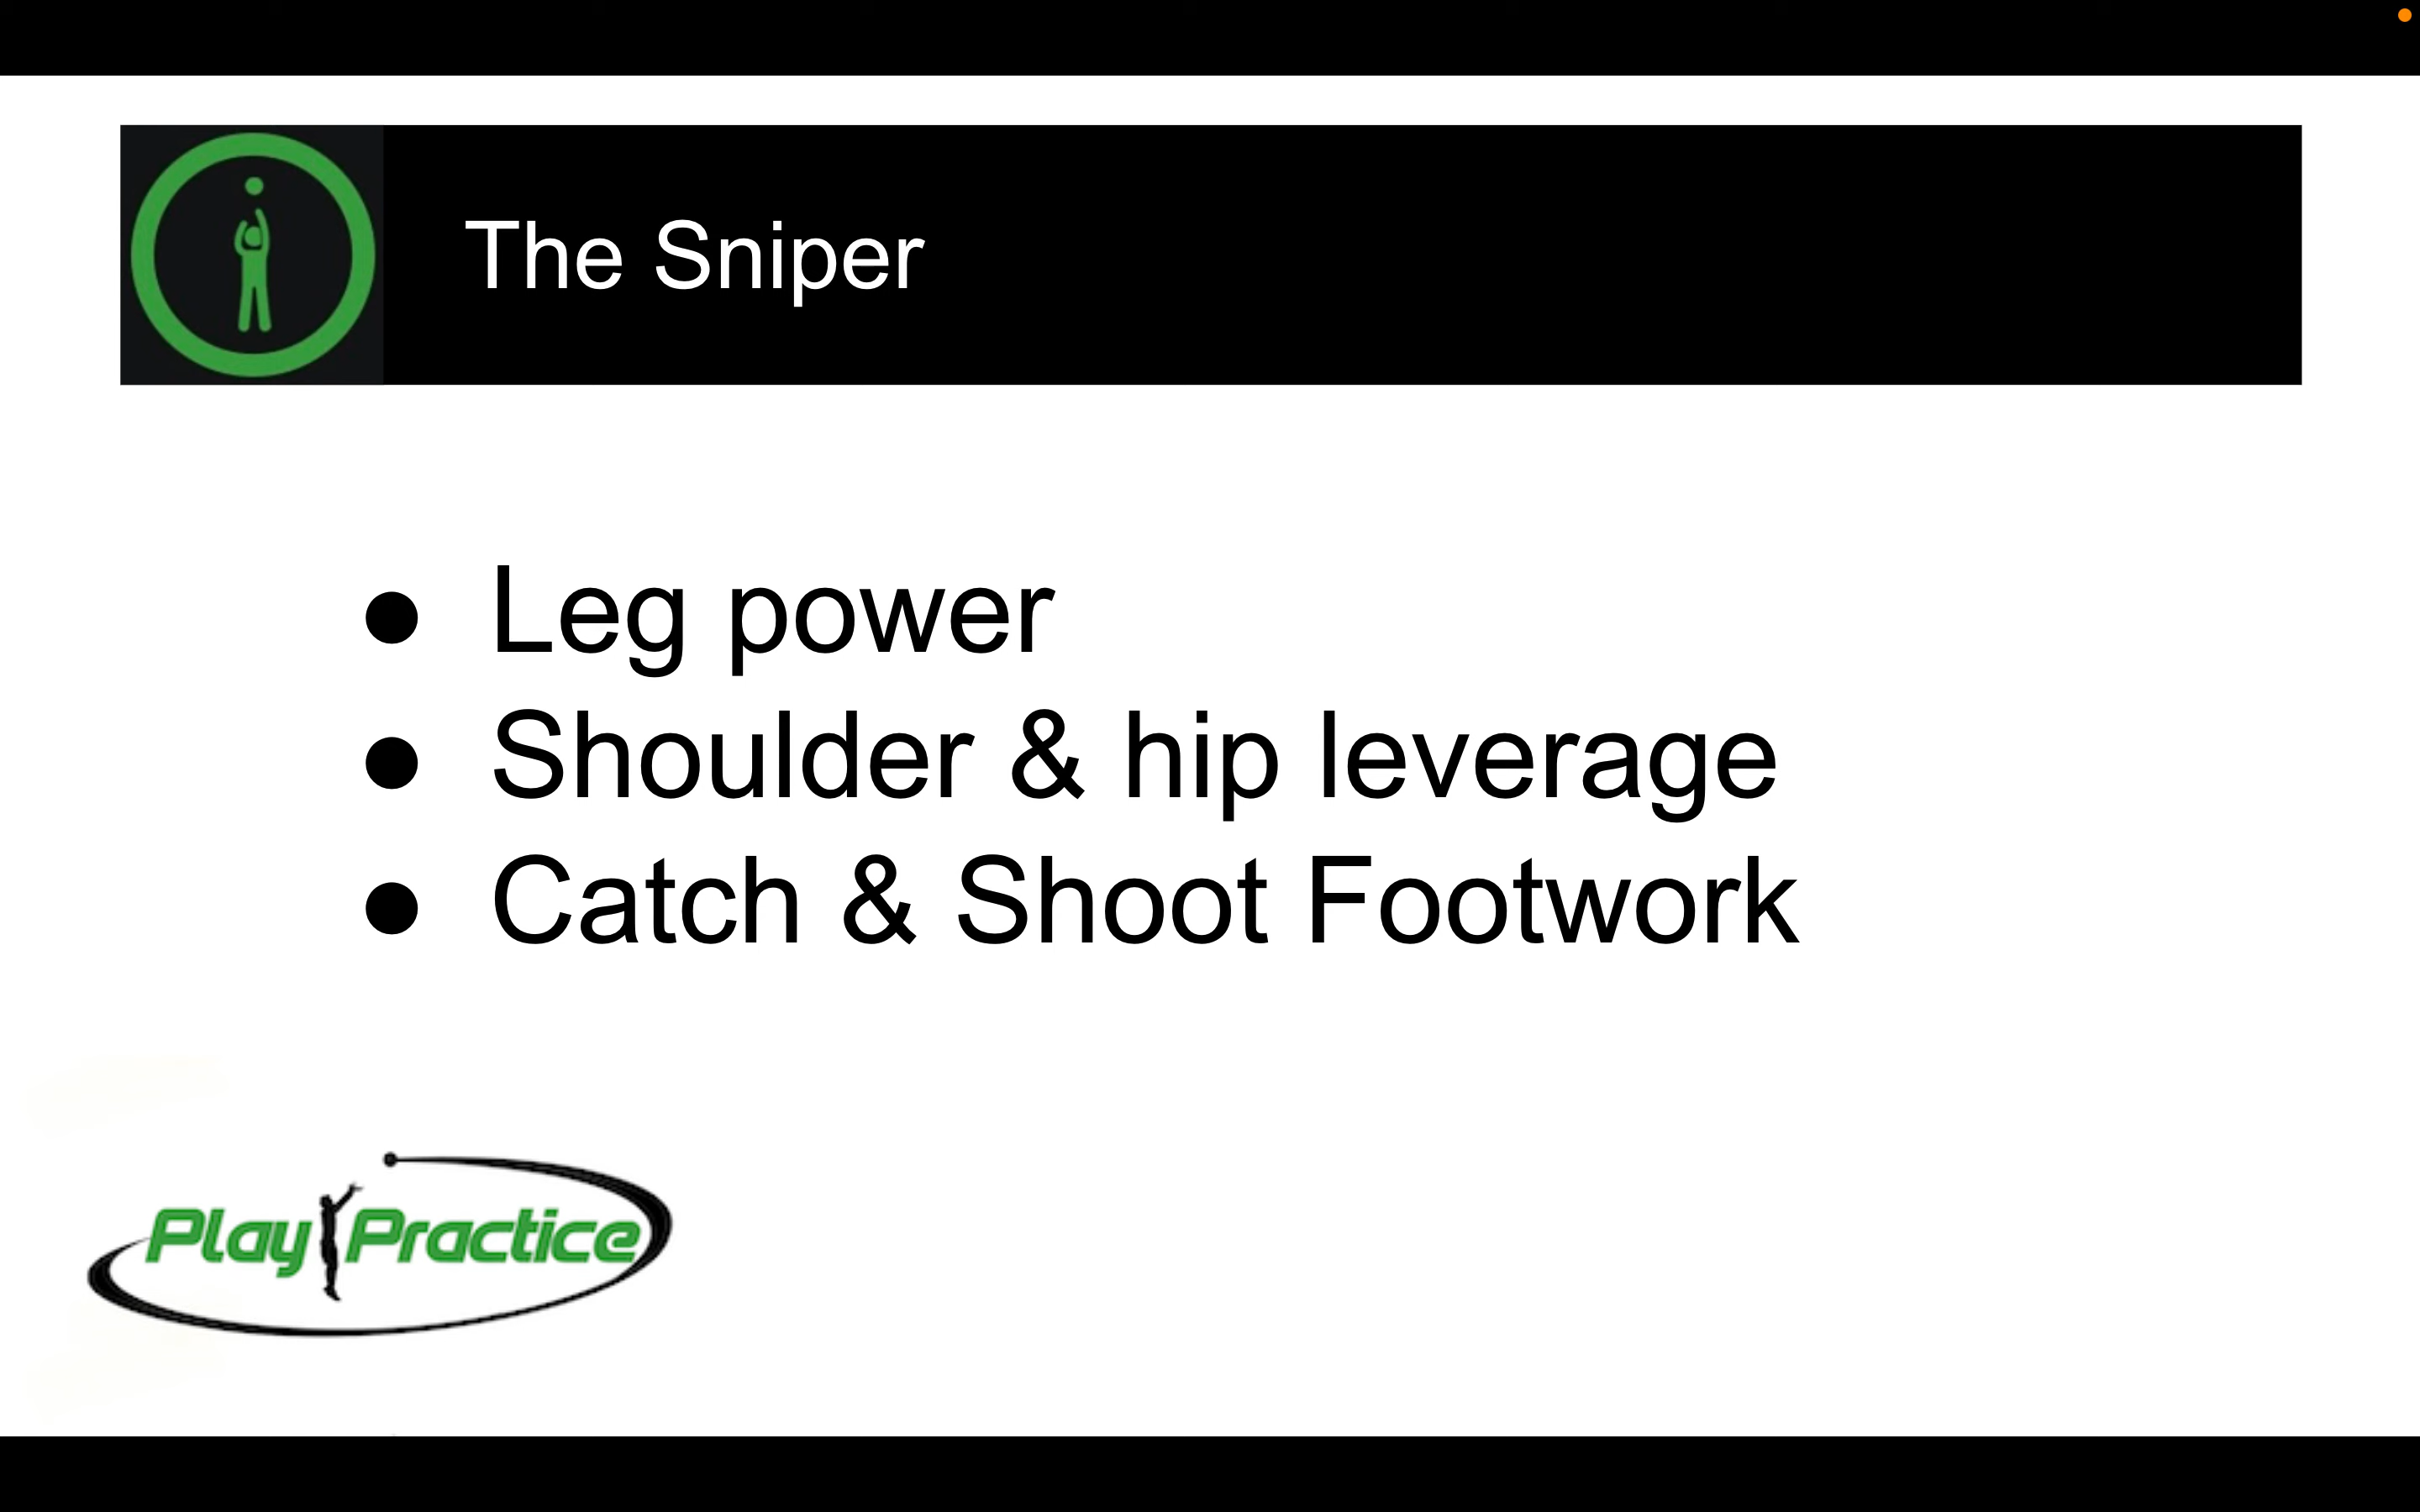 The Sniper
● Leg power
● Shoulder & hip leverage
● Catch & Shoot Footwork
Play Practice